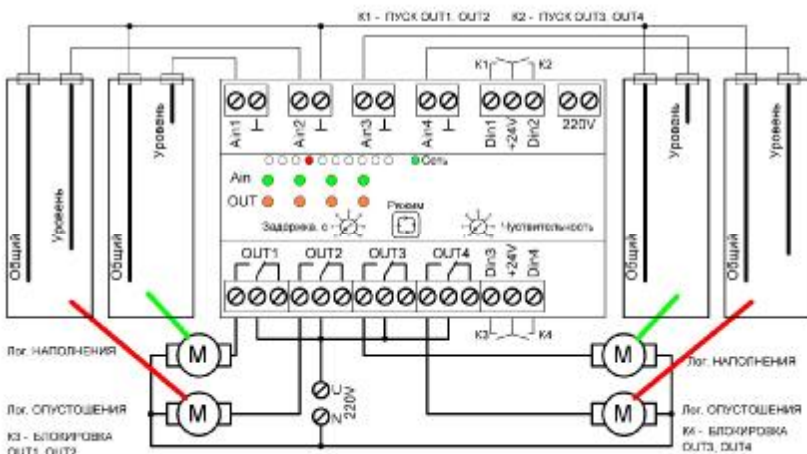 К1 - ПУСК OUT1, OUT2 К2 - ПУСК OUT3, OUT4
К1 К2
Общий
Уровень
Общий
Уровень
Ain1
Ain2
Ain3
Ain4
Din1
+24V
Din2
220V
Общий
Уровень
Общий
Уровень
Сеть
Ain
OUT
Задержка, с
Режим
Чувствительность
OUT1 OUT2 OUT3 OUT4
Din3
+24V
Din4
К3 К4
М М
Лог. НАПОЛНЕНИЯ
Лог. НАПОЛНЕНИЯ
М М
Лог. ОПУСТОШЕНИЯ
Лог. ОПУСТОШЕНИЯ
N
220V
К3 - БЛОКИРОВКА
OUT1, OUT2
К4 - БЛОКИРОВКА
OUT3, OUT4